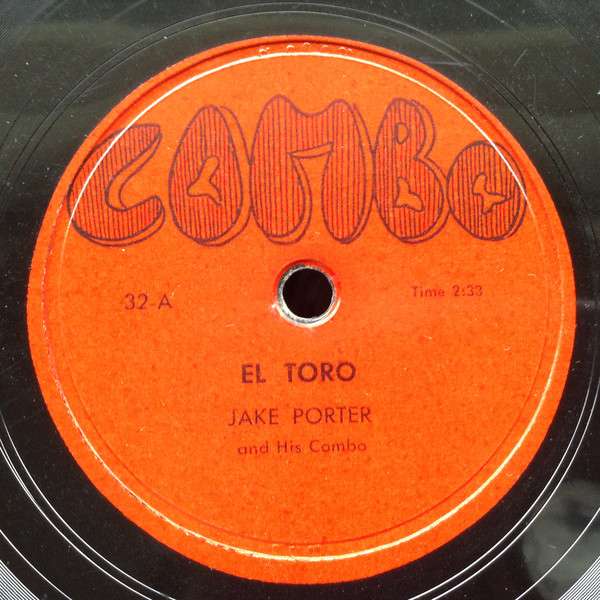 COMBO
32-A
Time 2:33
EL TORO
JAKE PORTER
and His Combo